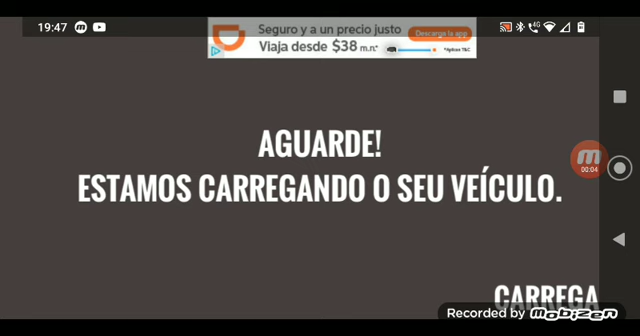 19:47
Seguro y a un precio justo
Descarga la app
Viaja desde $38 m.n.*
*Aplican T&C
4G
AGUARDE!
ESTAMOS CARREGANDO O SEU VEÍCULO.
00:04
CARREGA
Recorded by mobizen